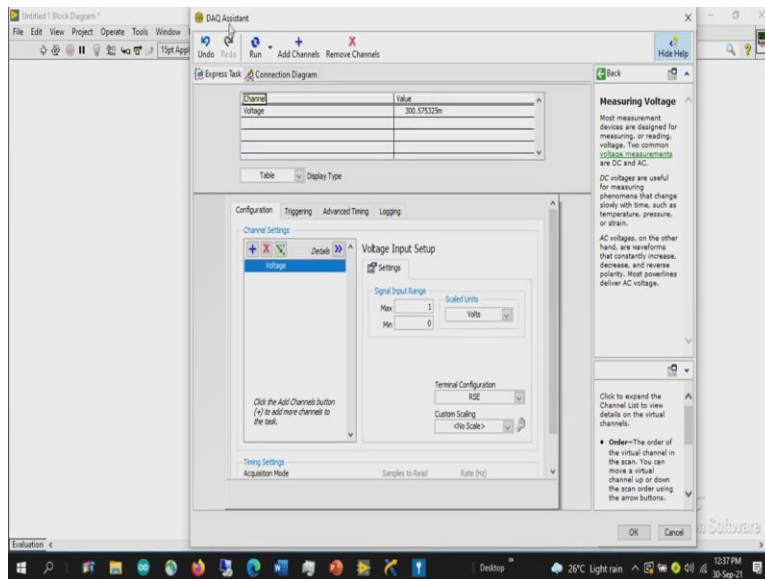 Untitled 1 Block Diagram *
File Edit View Project Operate Tools Window
15pt Appl
DAQ Assistant
Undo Redo Run Add Channels Remove Channels
Hide Help
Express Task Connection Diagram
Back
Channel Value
Voltage 300.575325m
Table Display Type
Measuring Voltage
Most measurement
devices are designed for
measuring, or reading,
voltage. Two common
voltage measurements
are DC and AC.
DC voltages are useful
for measuring
phenomena that change
slowly with time, such as
temperature, pressure,
or strain.
AC voltages, on the other
hand, are waveforms
that constantly increase,
decrease, and reverse
polarity. Most powerlines
deliver AC voltage.
Configuration Triggering Advanced Timing Logging
Channel Settings
Details
Voltage
Click the Add Channels button
(+) to add more channels to
the task.
Voltage Input Setup
Settings
Signal Input Range
Max 1
Min 0
Scaled Units
Volts
Terminal Configuration
RSE
Custom Scaling
<No Scale>
Timing Settings
Acquisition Mode Samples to Read Rate (Hz)
Click to expand the
Channel List to view
details on the virtual
channels.
• Order—The order of
the virtual channel in
the scan. You can
move a virtual
channel up or down
the scan order using
the arrow buttons.
OK Cancel
Software
Evaluation
Desktop
26°C Light rain
12:37 PM
30-Sep-21